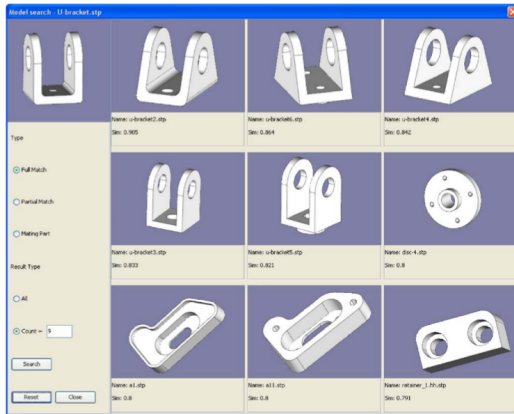 Model search - U-bracket.stp
Type
Full Match
Partial Match
Mating Part
Result Type
All
Count = 9
Search
Reset Close
Name: u-bracket2.stp
Sim: 0.905
Name: u-bracket6.stp
Sim: 0.864
Name: u-bracket4.stp
Sim: 0.842
Name: u-bracket3.stp
Sim: 0.833
Name: u-bracket5.stp
Sim: 0.821
Name: disc-4.stp
Sim: 0.8
Name: a1.stp
Sim: 0.8
Name: a11.stp
Sim: 0.8
Name: retainer_1.hh.stp
Sim: 0.791